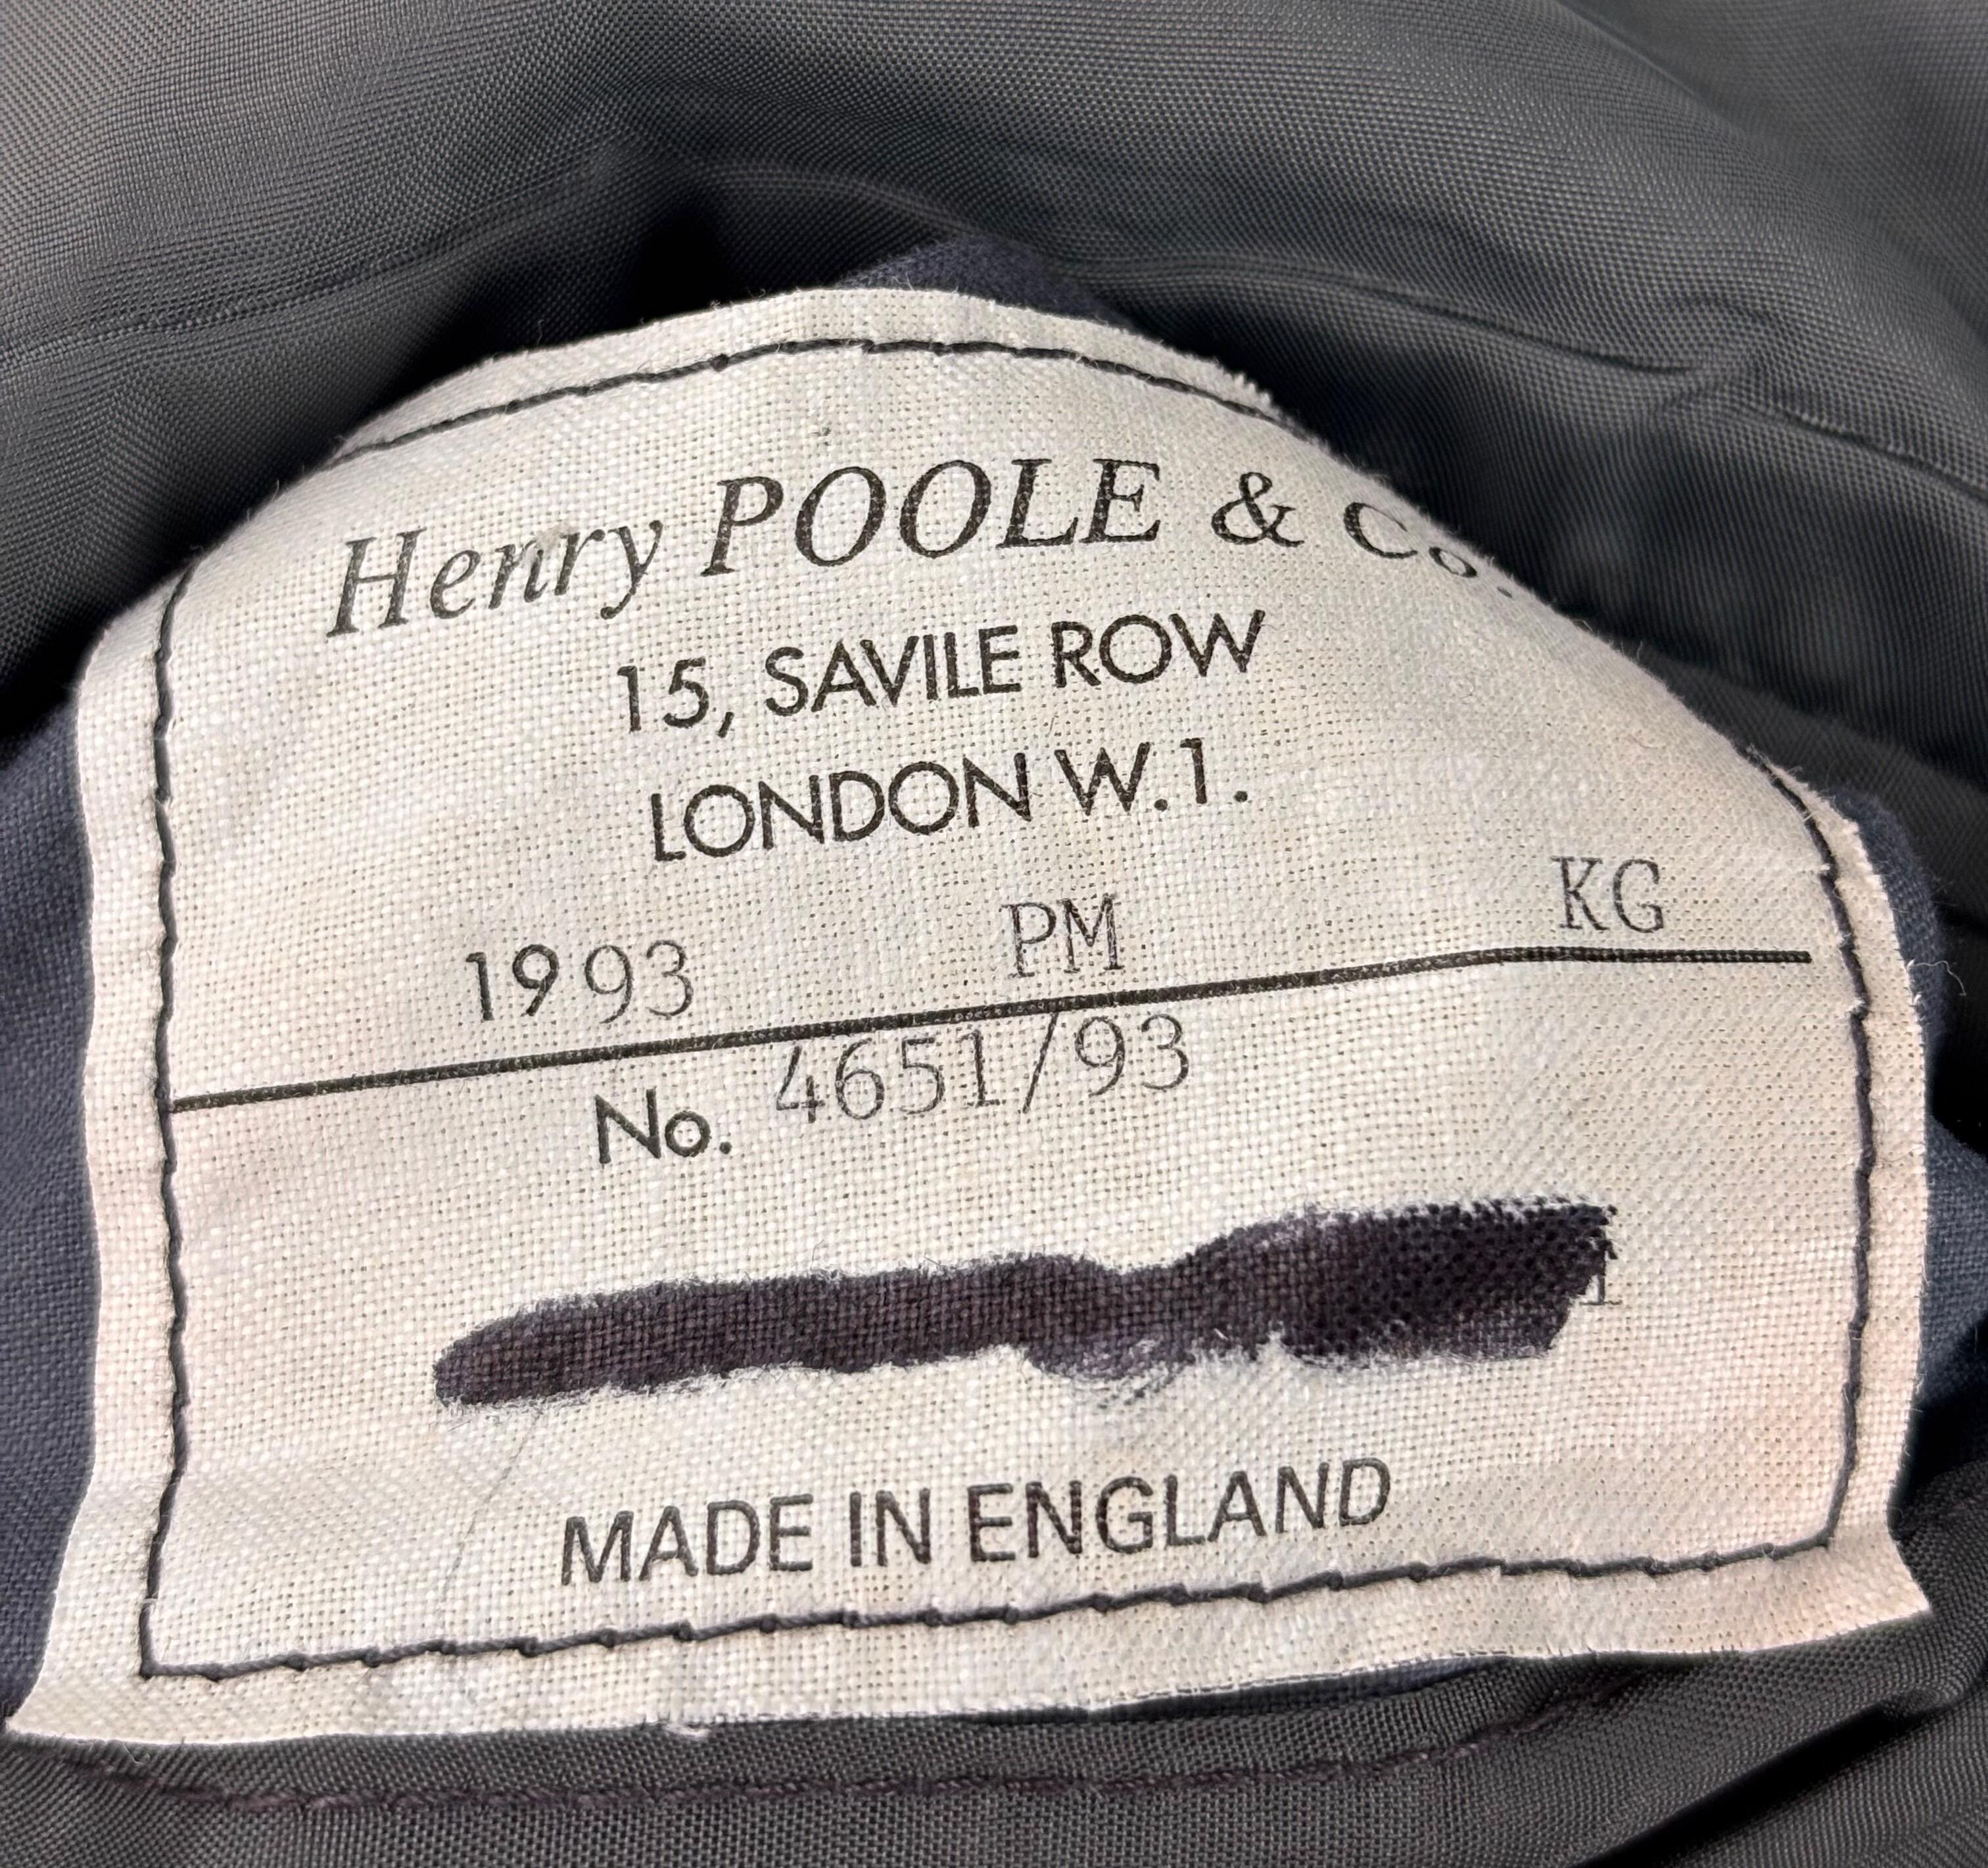 Henry POOLE & Co.
15, SAVILE ROW
LONDON W.1.
1993 PM KG
No. 4651/93
MADE IN ENGLAND